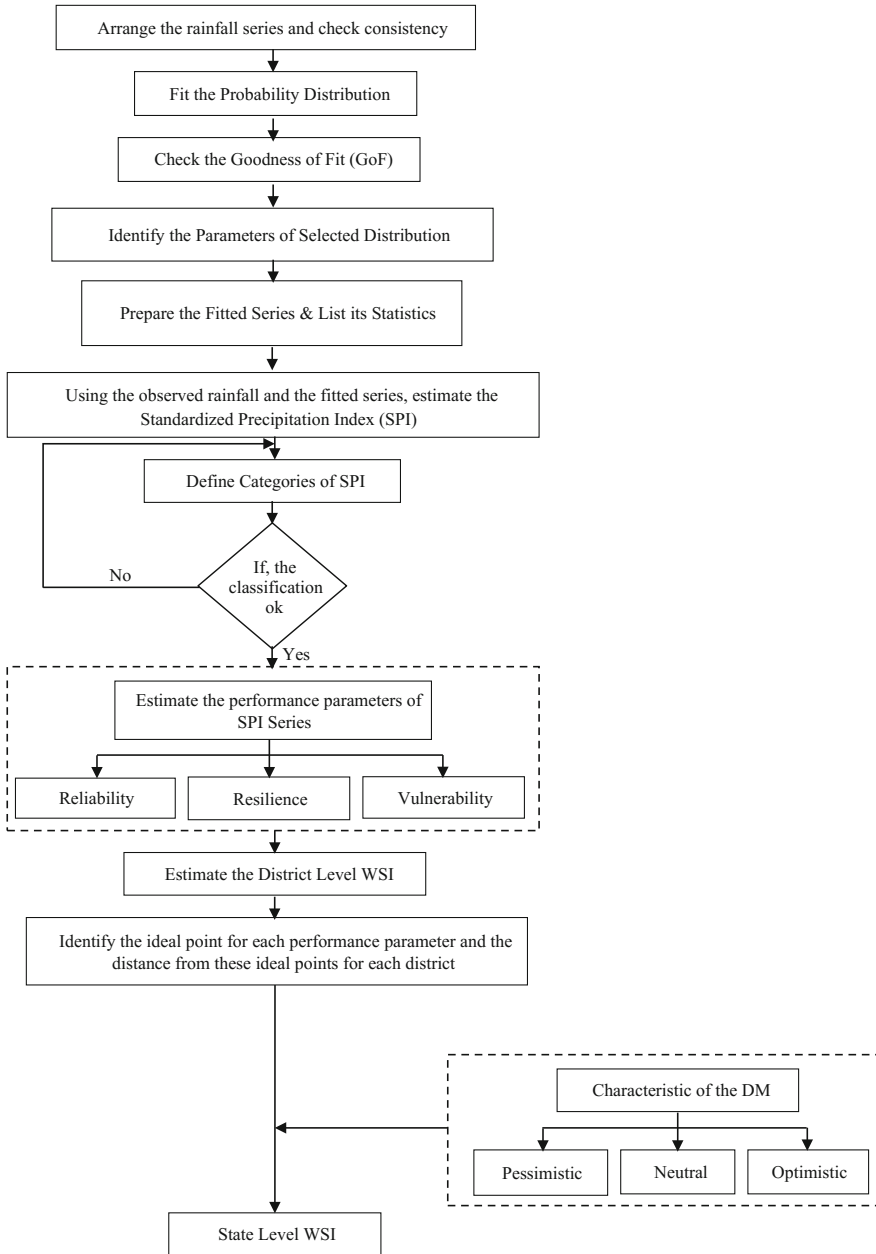 Arrange the rainfall series and check consistency
Fit the Probability Distribution
Check the Goodness of Fit (GoF)
Identify the Parameters of Selected Distribution
Prepare the Fitted Series & List its Statistics
Using the observed rainfall and the fitted series, estimate the
Standardized Precipitation Index (SPI)
Define Categories of SPI
If, the
classification
ok
No
Yes
Estimate the performance parameters of
SPI Series
Reliability
Resilience
Vulnerability
Estimate the District Level WSI
Identify the ideal point for each performance parameter and the
distance from these ideal points for each district
Characteristic of the DM
Pessimistic
Neutral
Optimistic
State Level WSI